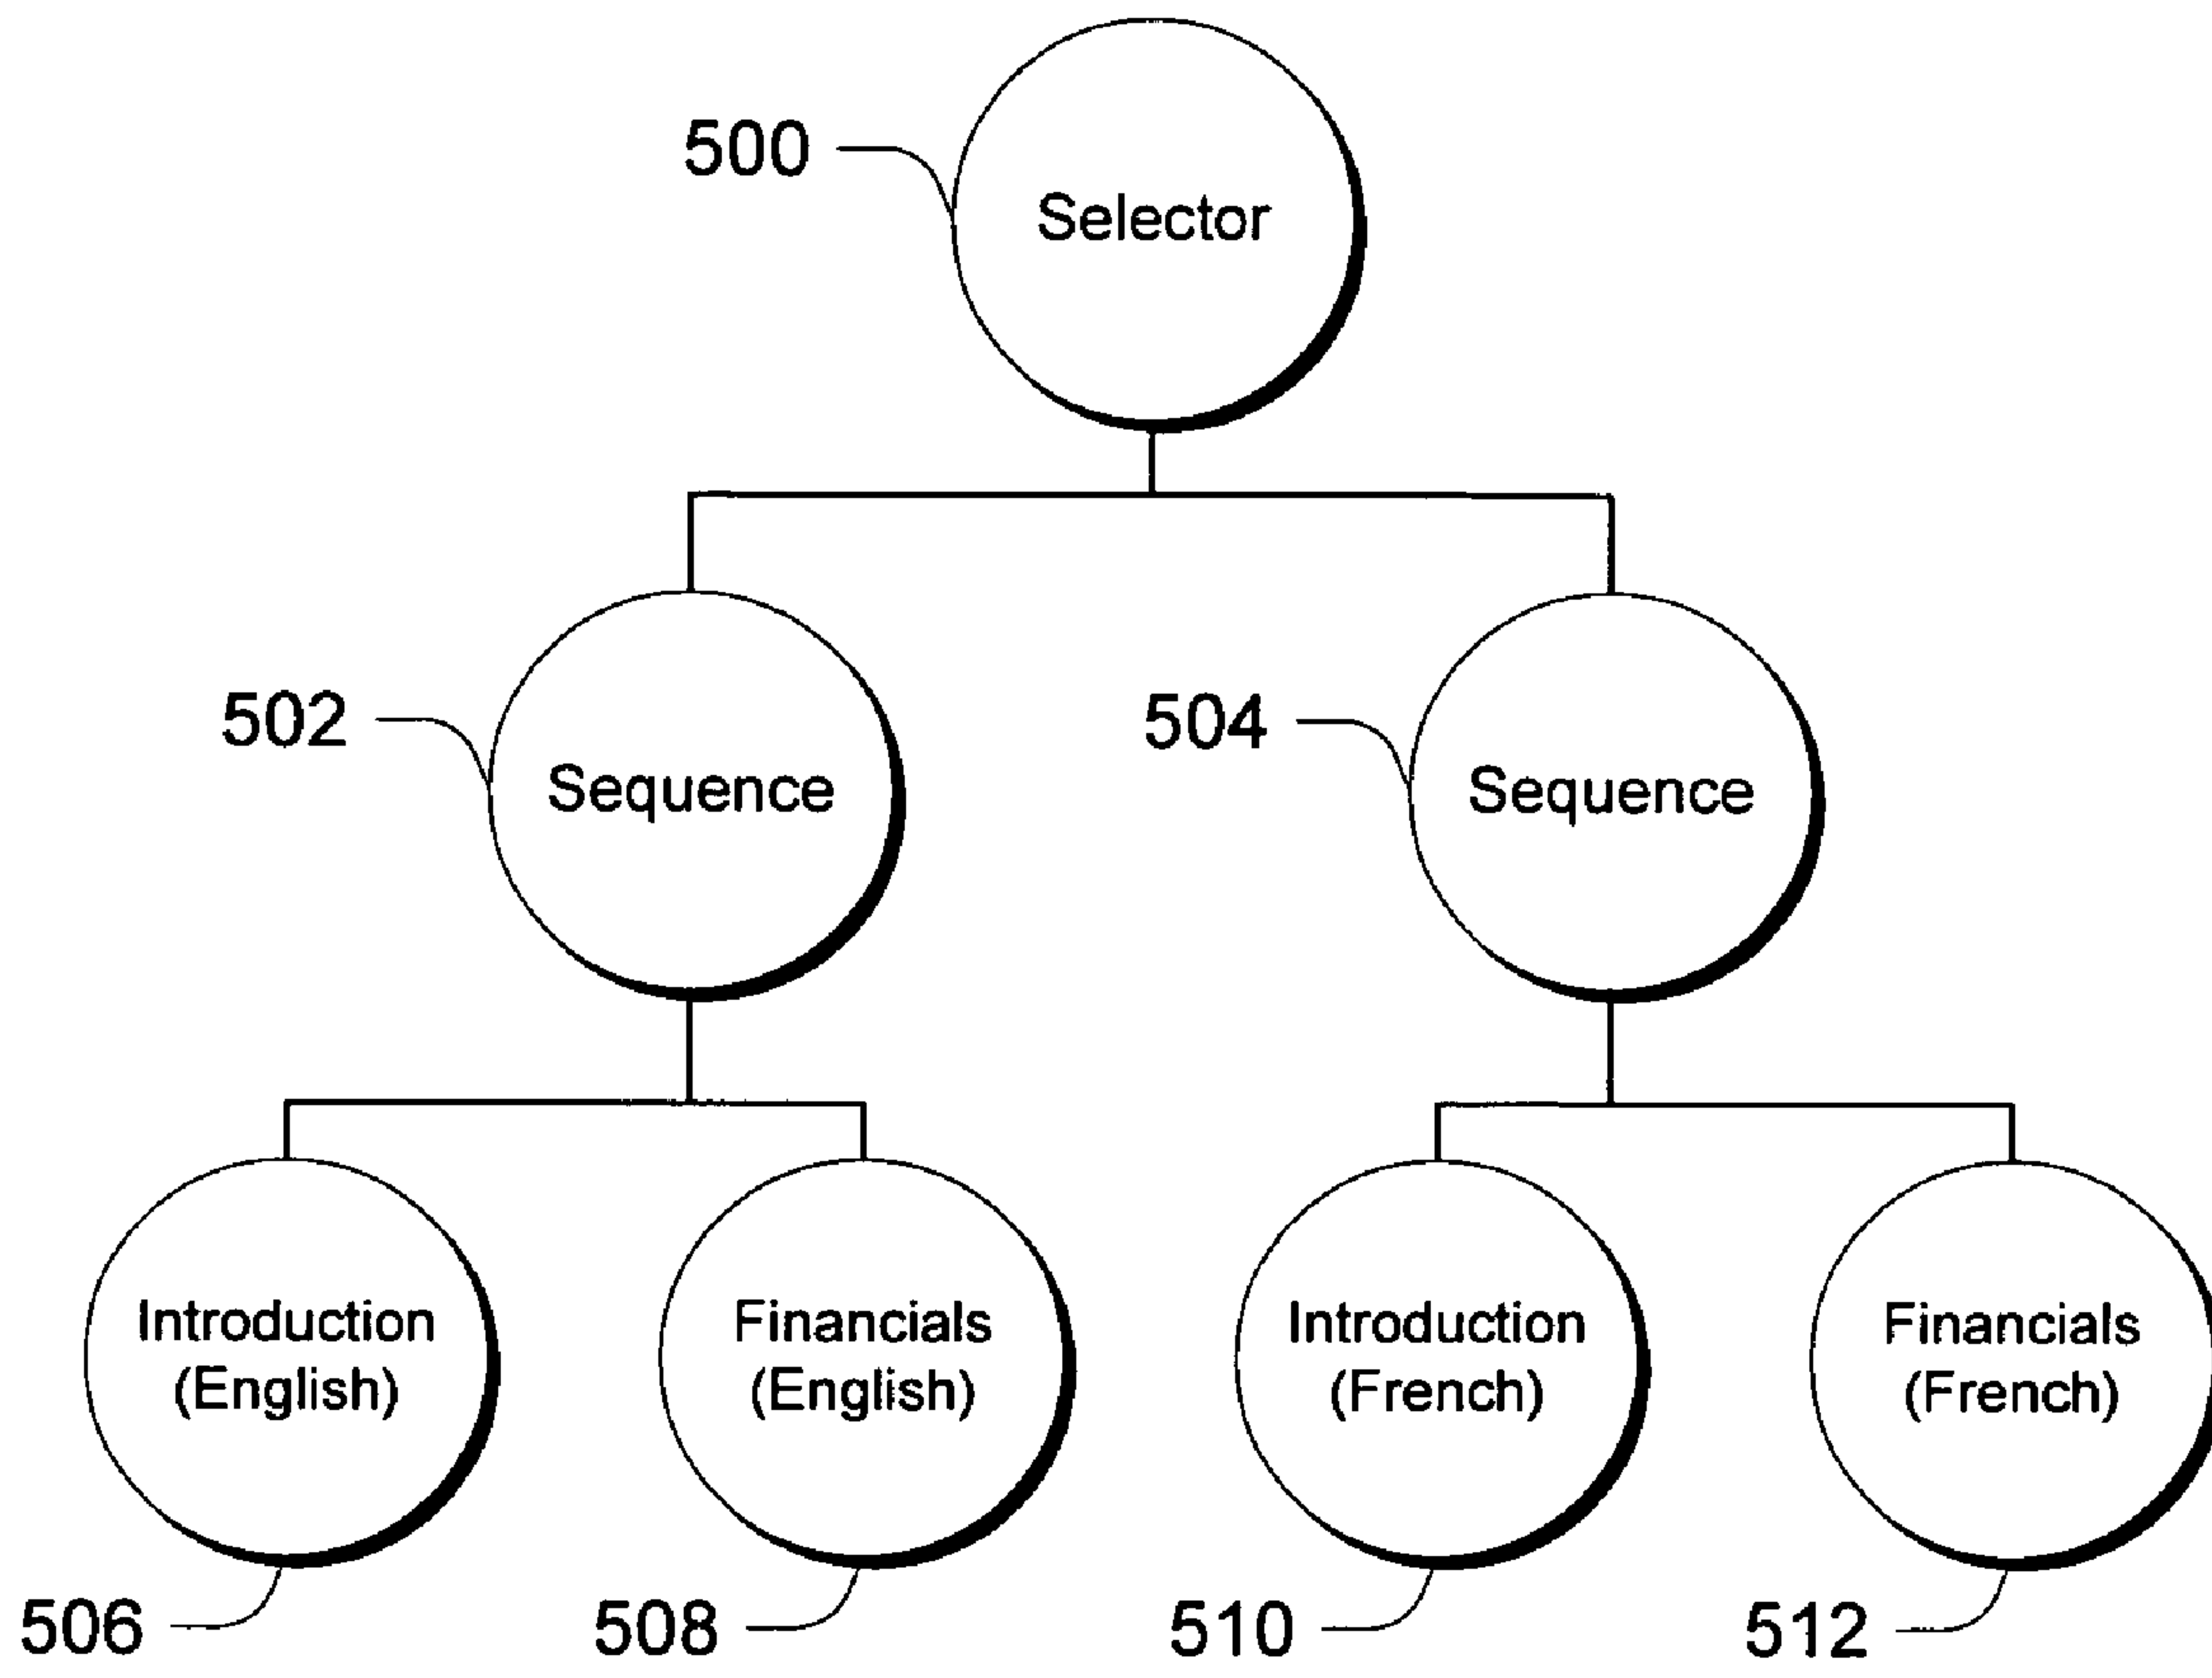 500
Selector
502
Sequence
504
Sequence
Introduction
(English)
Financials
(English)
Introduction
(French)
Financials
(French)
506
508
510
512